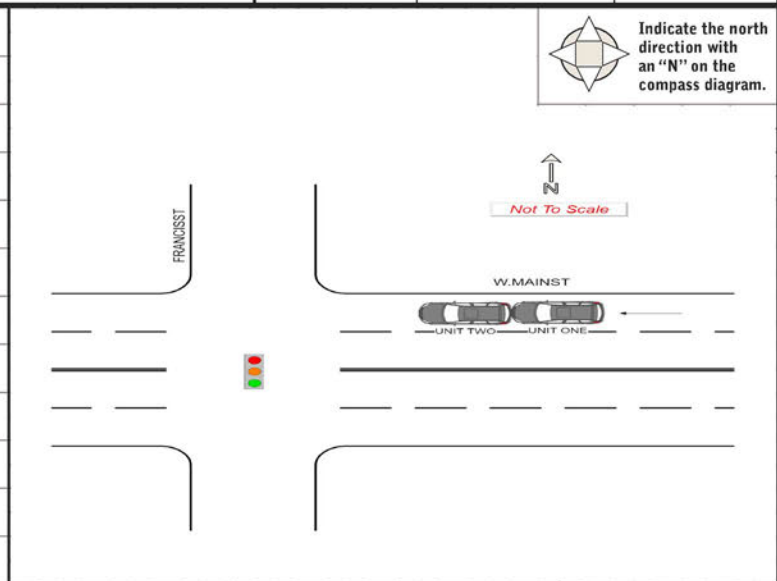 Indicate the north
direction with
an "N" on the
compass diagram.
N
Not To Scale
FRANCISST
W.MAINST
UNIT TWO
UNIT ONE